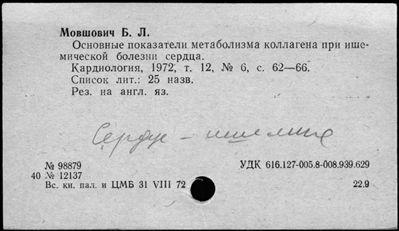 Мовшович Б. Л.
Основные показатели метаболизма коллагена при ише-
мической болезни сердца.
Кардиология, 1972, т. 12, № 6, с. 62—66.
Список лит.: 25 назв.
Рез. на англ. яз.
Сердце - ишемия
№ 98879
УДК 616.127-005.8-008.939.629
40 № 12137
Вс. ки. пал. и ЦМБ 31 VIII 72
22.9